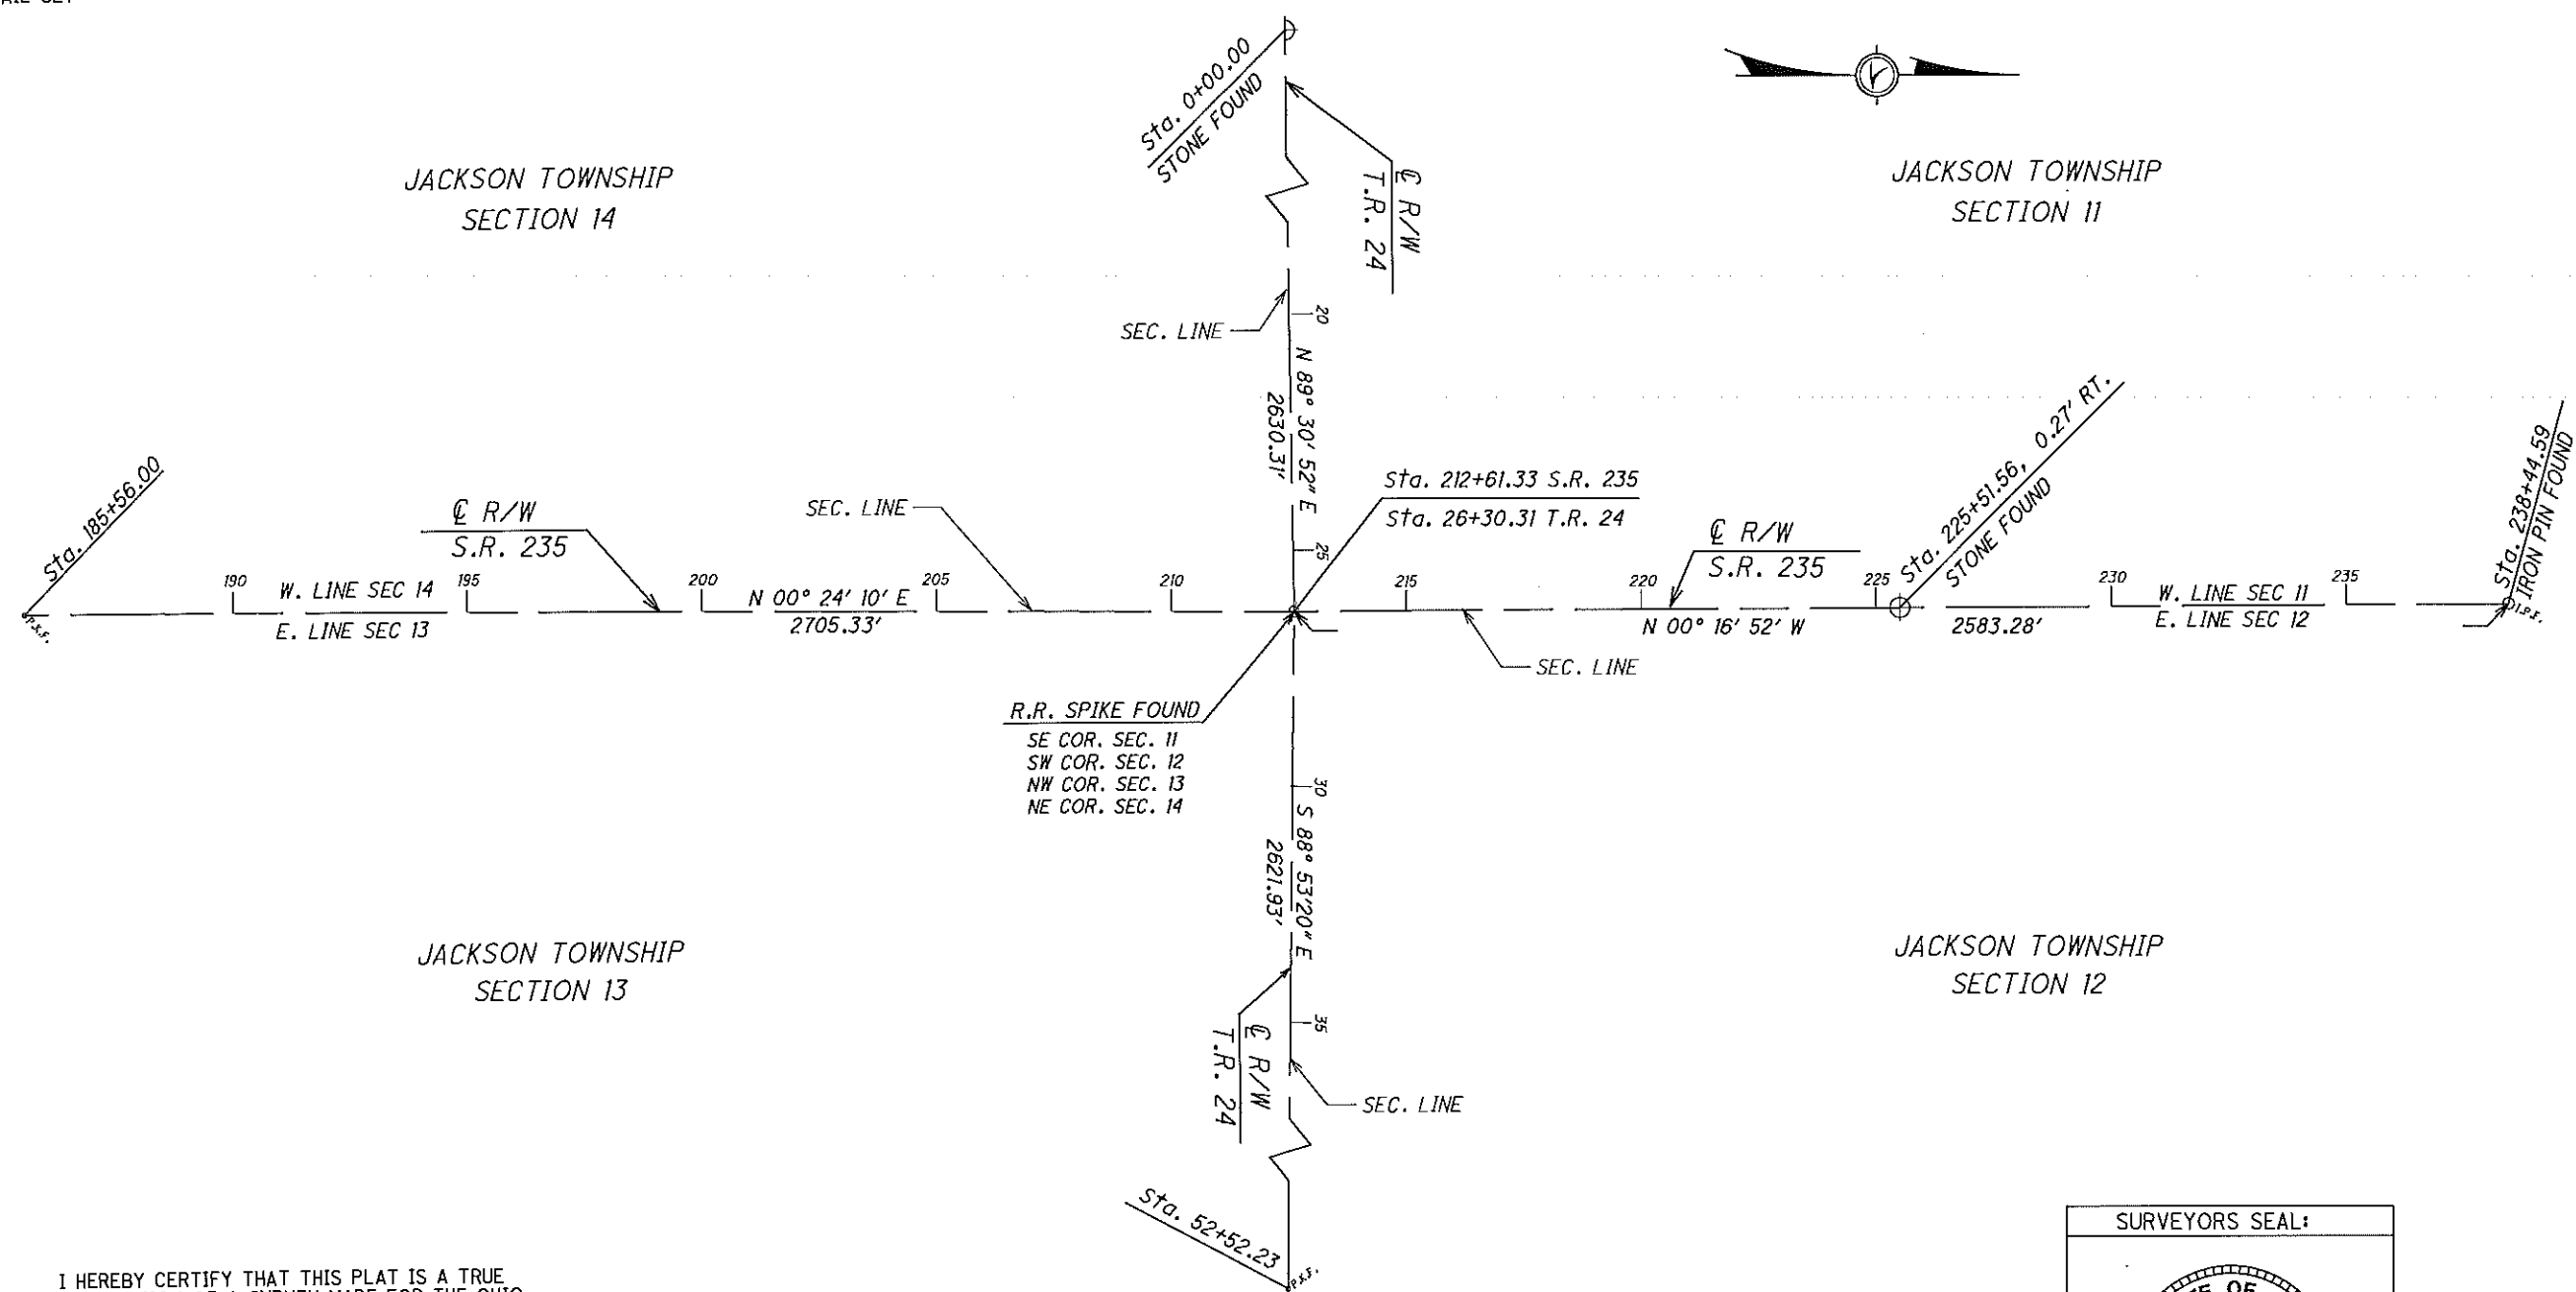 Sta. 0+00.00
STONE FOUND
JACKSON TOWNSHIP
SECTION 14
℄ R/W
T.R. 24
JACKSON TOWNSHIP
SECTION 11
SEC. LINE
20
N 89° 30' 52" E
2630.31'
25
Sta. 185+56.00
P.K.F.
190
W. LINE SEC 14
E. LINE SEC 13
195
℄ R/W
S.R. 235
200
N 00° 24' 10' E
2705.33'
SEC. LINE
205
210
Sta. 212+61.33 S.R. 235
Sta. 26+30.31 T.R. 24
215
SEC. LINE
220
N 00° 16' 52' W
℄ R/W
S.R. 235
225
Sta. 225+51.56, 0.27' RT.
STONE FOUND
2583.28'
230
W. LINE SEC 11
E. LINE SEC 12
235
Sta. 238+44.59
IRON PIN FOUND
I.P.F.
R.R. SPIKE FOUND
SE COR. SEC. 11
SW COR. SEC. 12
NW COR. SEC. 13
NE COR. SEC. 14
30
S 88° 53'20" E
2621.93'
JACKSON TOWNSHIP
SECTION 13
JACKSON TOWNSHIP
SECTION 12
35
℄ R/W
T.R. 24
SEC. LINE
Sta. 52+52.23
P.K.F.
SURVEYORS SEAL:
OF
I HEREBY CERTIFY THAT THIS PLAT IS A TRUE